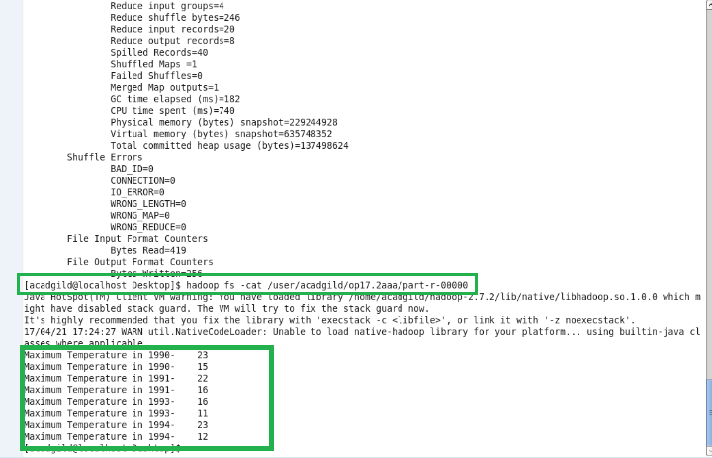 Reduce input groups=4
Reduce shuffle bytes=246
Reduce input records=20
Reduce output records=8
Spilled Records=40
Shuffled Maps =1
Failed Shuffles=0
Merged Map outputs=1
GC time elapsed (ms)=182
CPU time spent (ms)=740
Physical memory (bytes) snapshot=229244928
Virtual memory (bytes) snapshot=635748352
Total committed heap usage (bytes)=137498624
Shuffle Errors
BAD_ID=0
CONNECTION=0
IO_ERROR=0
WRONG_LENGTH=0
WRONG_MAP=0
WRONG_REDUCE=0
File Input Format Counters
Bytes Read=419
File Output Format Counters
Bytes Written=256
[acadgild@localhost Desktop]$ hadoop fs -cat /user/acadgild/op17.2aaa/part-r-00000
Java HotSpot(TM) Client VM warning: You have loaded library /home/acadgild/hadoop-2.7.2/lib/native/libhadoop.so.1.0.0 which m
ight have disabled stack guard. The VM will try to fix the stack guard now.
It's highly recommended that you fix the library with 'execstack -c <libfile>', or link it with '-z noexecstack'.
17/04/21 17:24:27 WARN util.NativeCodeLoader: Unable to load native-hadoop library for your platform... using builtin-java cl
asses where applicable
Maximum Temperature in 1990- 23
Maximum Temperature in 1990- 15
Maximum Temperature in 1991- 22
Maximum Temperature in 1991- 16
Maximum Temperature in 1993- 16
Maximum Temperature in 1993- 11
Maximum Temperature in 1994- 23
Maximum Temperature in 1994- 12
[acadgild@localhost Desktop]$